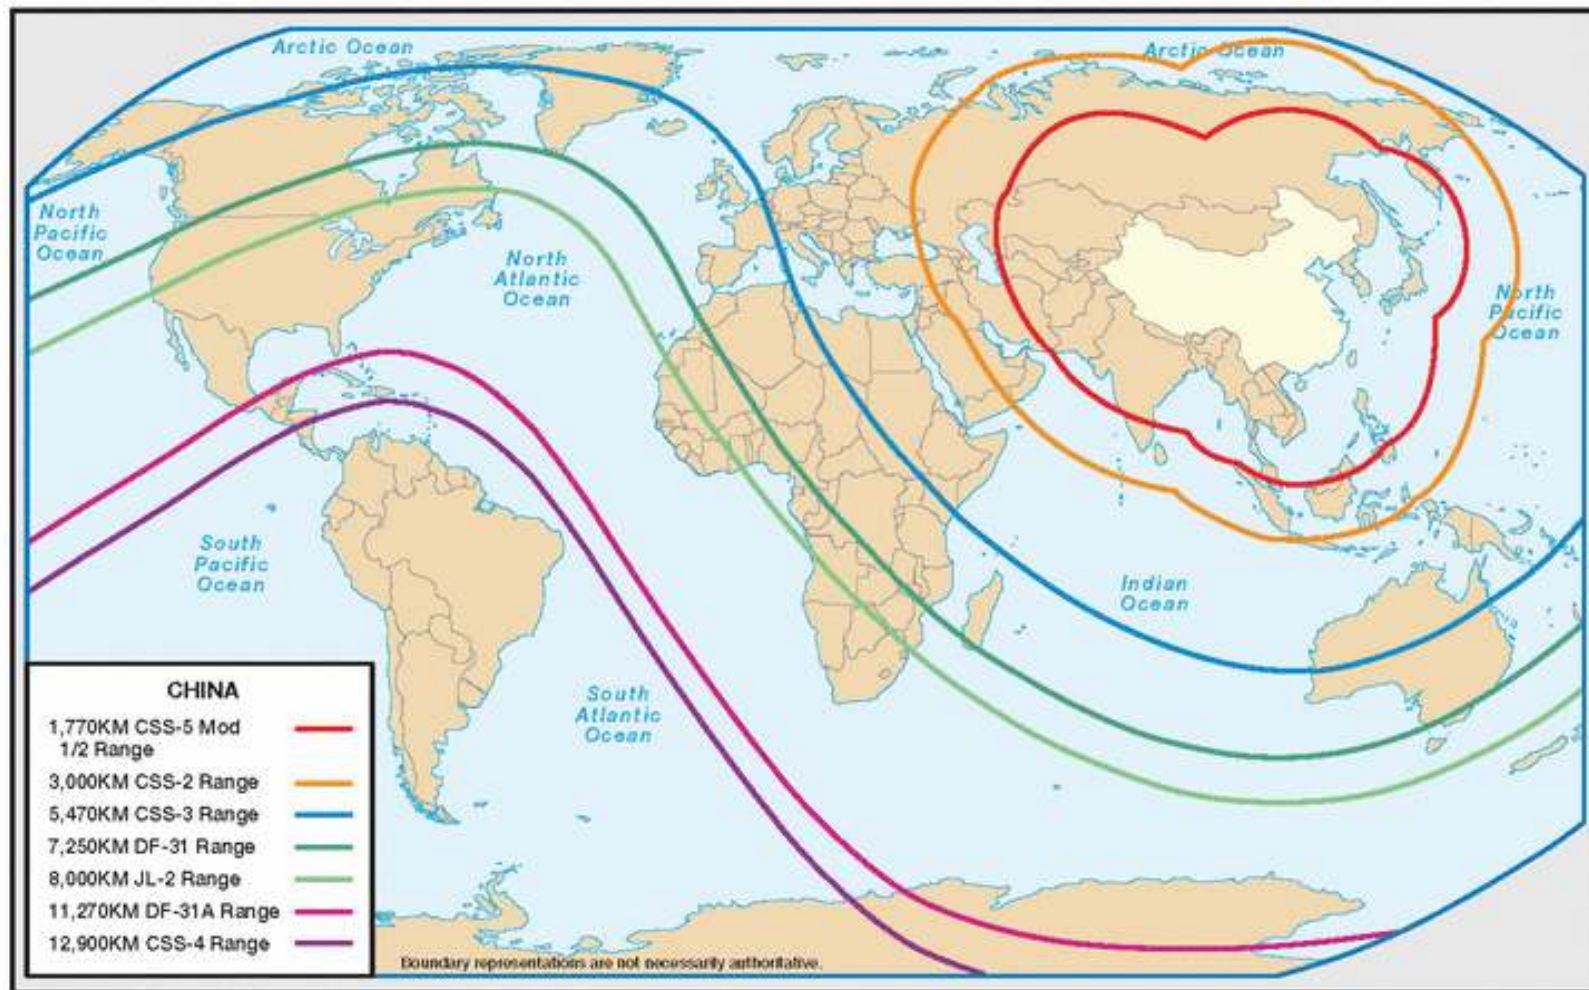 Arctic Ocean
Arctic Ocean
North
Pacific
Ocean
North
Atlantic
Ocean
North
Pacific
Ocean
South
Pacific
Ocean
Indian
Ocean
South
Atlantic
Ocean
CHINA
1,770KM CSS-5 Mod
1/2 Range
3,000KM CSS-2 Range
5,470KM CSS-3 Range
7,250KM DF-31 Range
8,000KM JL-2 Range
11,270KM DF-31A Range
12,900KM CSS-4 Range
Boundary representations are not necessarily authoritative.